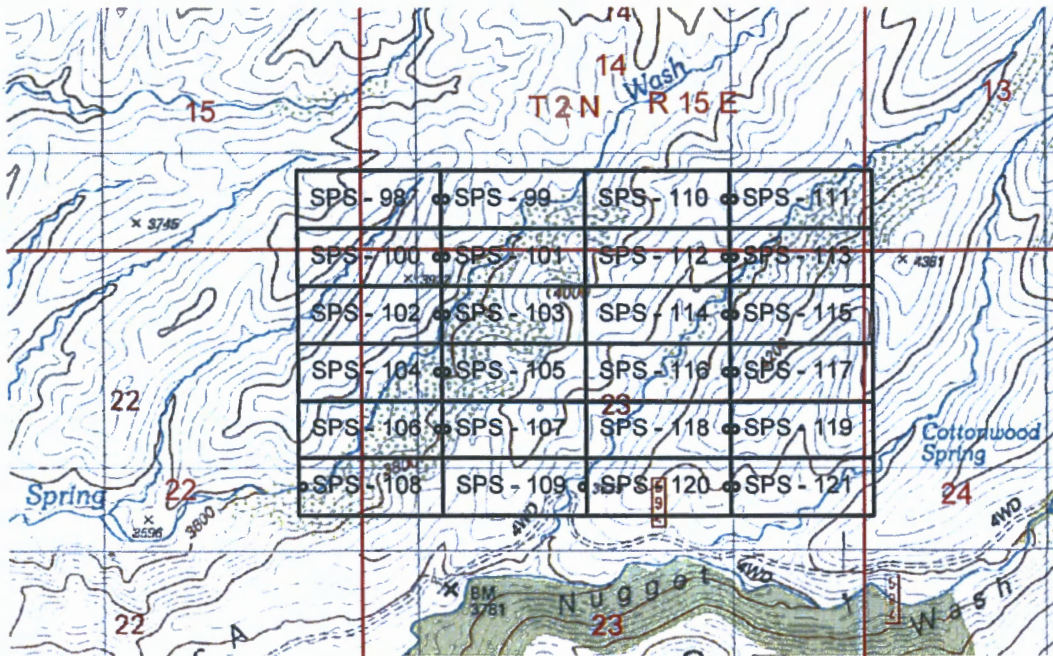 14
14
Wash
13
15
T 2 N R 15 E
SPS - 98 SPS - 99 SPS - 110 SPS - 111
3745
SPS - 100 SPS - 101 SPS - 112 SPS - 113
4361
4000
SPS - 102 SPS - 103 SPS - 114 SPS - 115
SPS - 104 SPS - 105 SPS - 116 SPS - 117
22
23
SPS - 106 SPS - 107 SPS - 118 SPS - 119
Cottonwood
Spring
3800
SPS - 108 SPS - 109 SPS - 120 SPS - 121
Spring
22
24
3800
3596
4WD
4WD
4WD
BM
3781
Nugget
Wash
22
23
A